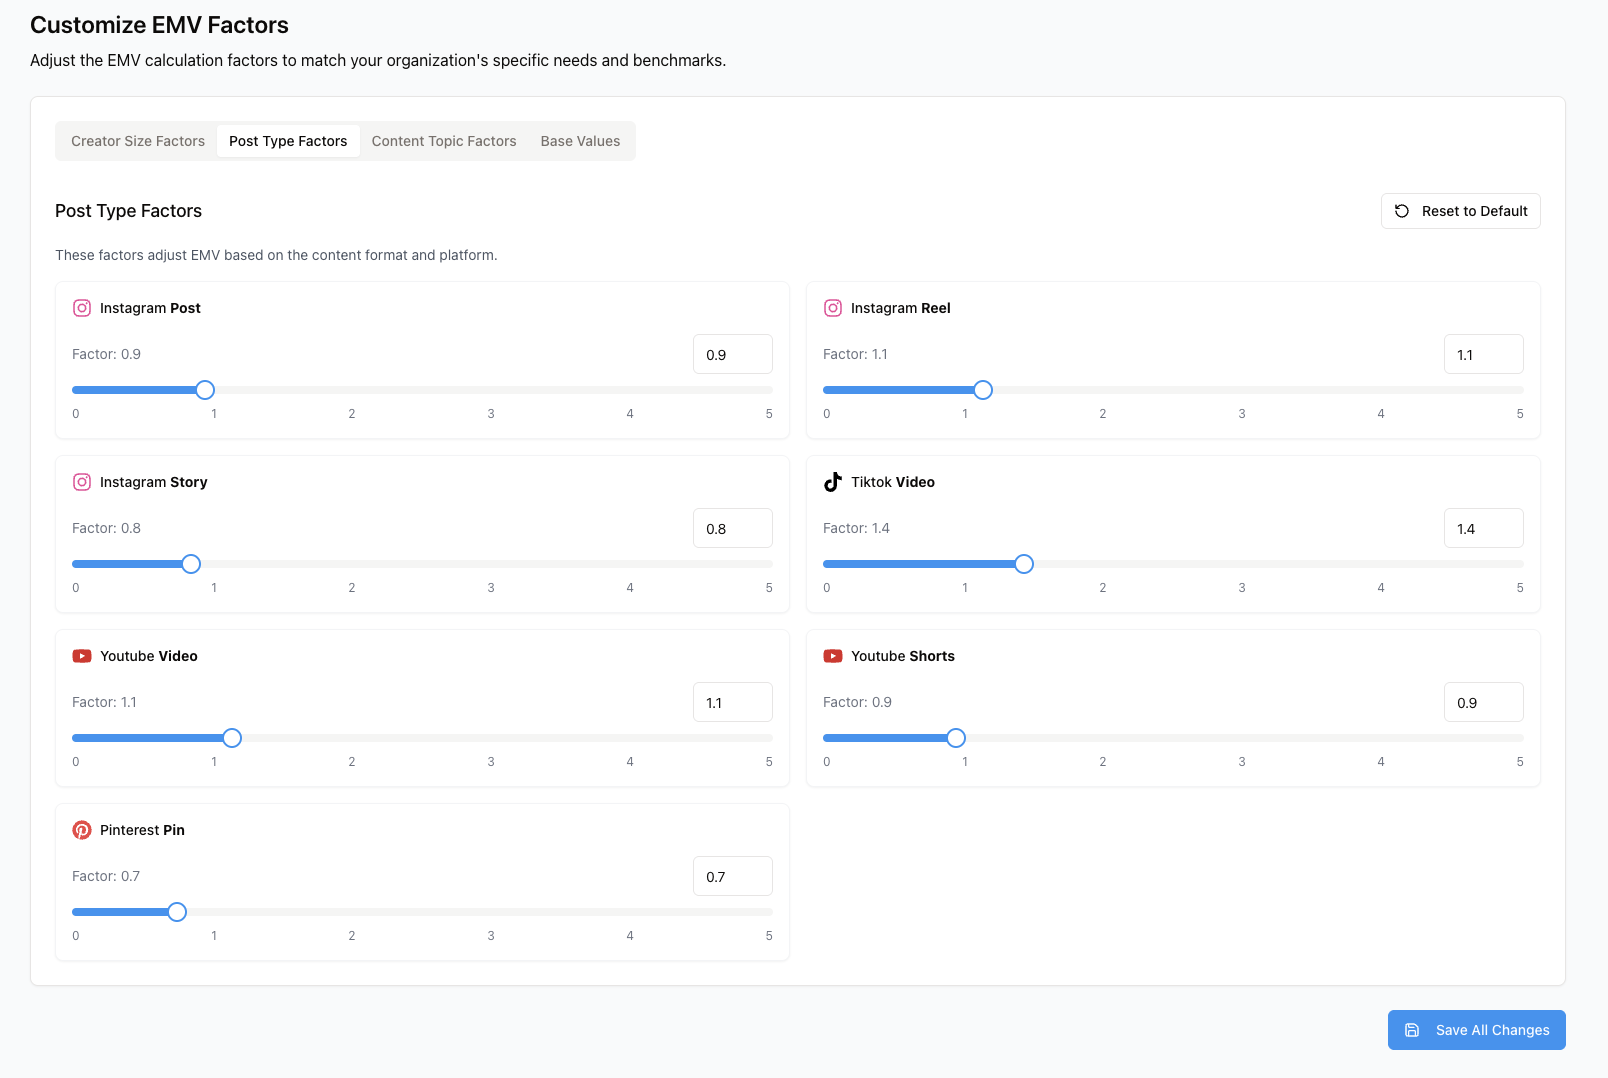 Customize EMV Factors
Adjust the EMV calculation factors to match your organization's specific needs and benchmarks.
Creator Size Factors Post Type Factors Content Topic Factors Base Values
Post Type Factors
Reset to Default
These factors adjust EMV based on the content format and platform.
Instagram Post
Factor: 0.9
0.9
0 1 2 3 4 5
Instagram Reel
Factor: 1.1
1.1
0 1 2 3 4 5
Instagram Story
Factor: 0.8
0.8
0 1 2 3 4 5
Tiktok Video
Factor: 1.4
1.4
0 1 2 3 4 5
Youtube Video
Factor: 1.1
1.1
0 1 2 3 4 5
Youtube Shorts
Factor: 0.9
0.9
0 1 2 3 4 5
Pinterest Pin
Factor: 0.7
0.7
0 1 2 3 4 5
Save All Changes